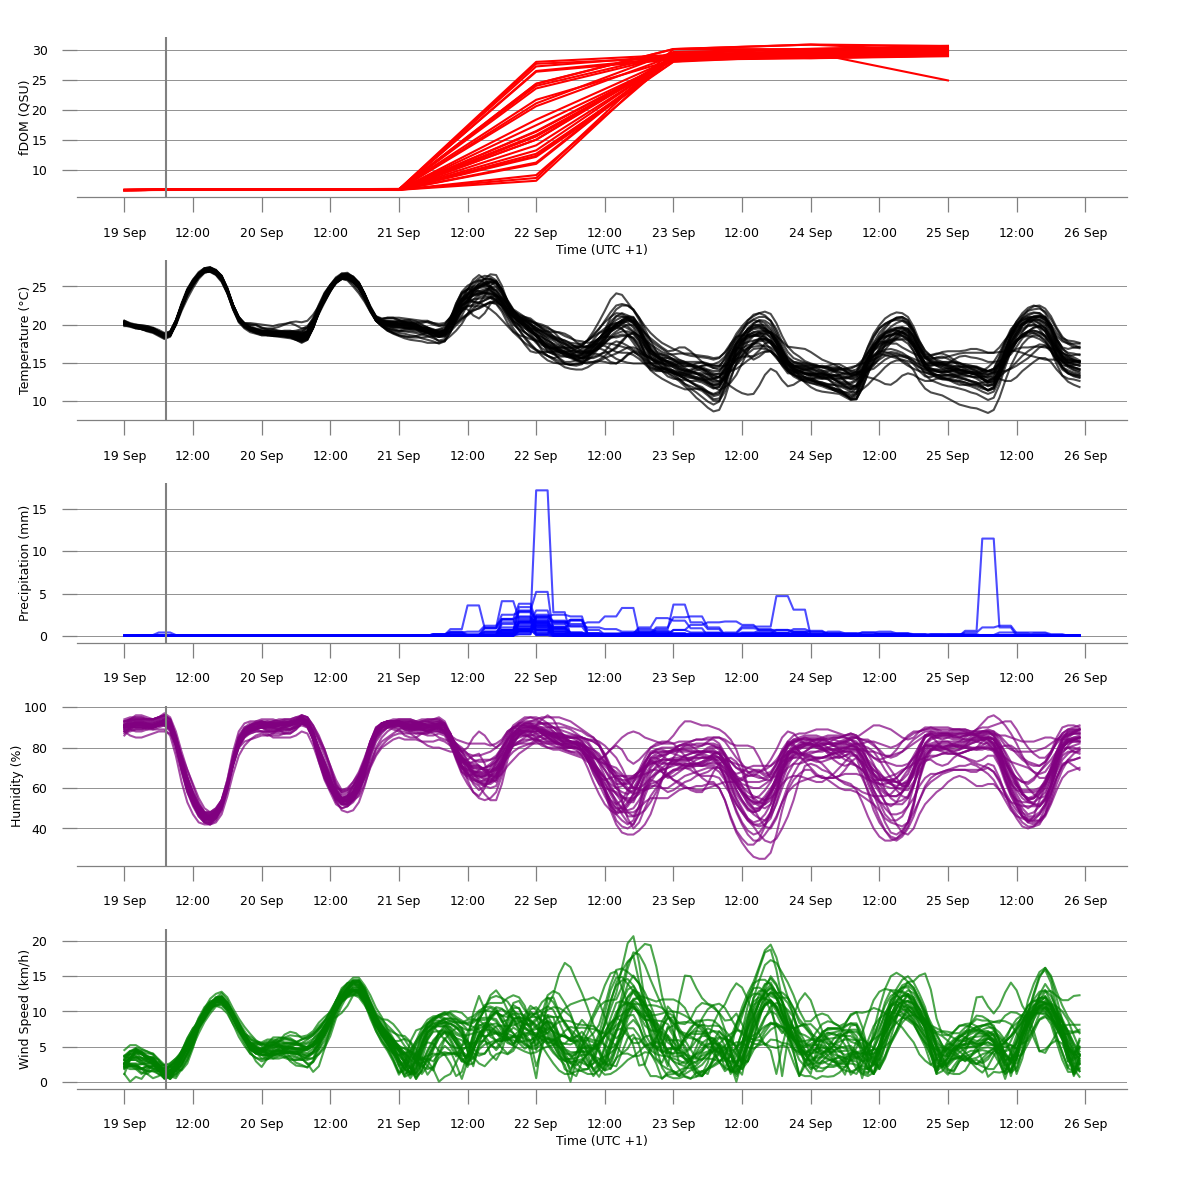 30
25
20
15
10
fDOM (QSU)
19 Sep 12:00 20 Sep 12:00 21 Sep 12:00 22 Sep 12:00 23 Sep 12:00 24 Sep 12:00 25 Sep 12:00 26 Sep
Time (UTC +1)
25
20
15
10
Temperature (°C)
19 Sep 12:00 20 Sep 12:00 21 Sep 12:00 22 Sep 12:00 23 Sep 12:00 24 Sep 12:00 25 Sep 12:00 26 Sep
15
10
5
0
Precipitation (mm)
19 Sep 12:00 20 Sep 12:00 21 Sep 12:00 22 Sep 12:00 23 Sep 12:00 24 Sep 12:00 25 Sep 12:00 26 Sep
100
80
60
40
Humidity (%)
19 Sep 12:00 20 Sep 12:00 21 Sep 12:00 22 Sep 12:00 23 Sep 12:00 24 Sep 12:00 25 Sep 12:00 26 Sep
20
15
10
5
0
Wind Speed (km/h)
19 Sep 12:00 20 Sep 12:00 21 Sep 12:00 22 Sep 12:00 23 Sep 12:00 24 Sep 12:00 25 Sep 12:00 26 Sep
Time (UTC +1)